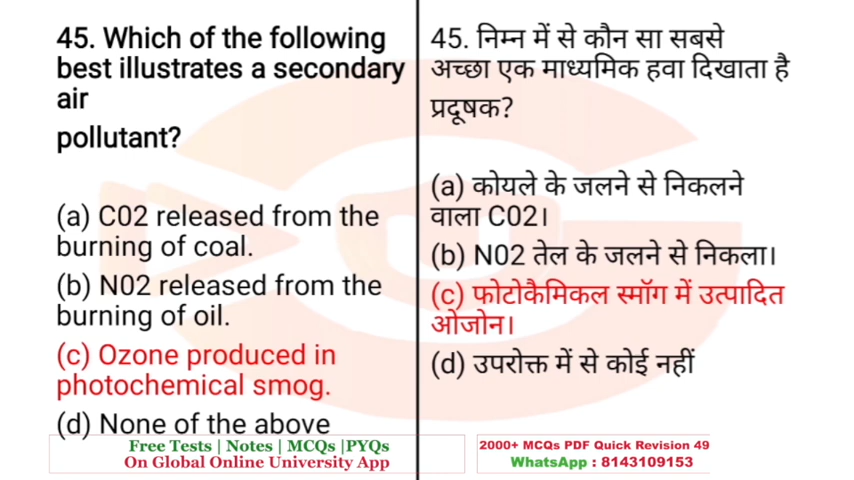 45. Which of the following
best illustrates a secondary
air
pollutant?
(a) C02 released from the
burning of coal.
(b) N02 released from the
burning of oil.
(c) Ozone produced in
photochemical smog.
(d) None of the above
45. निम्न में से कौन सा सबसे
अच्छा एक माध्यमिक हवा दिखाता है
प्रदूषक?
(a) कोयले के जलने से निकलने
वाला C02।
(b) N02 तेल के जलने से निकला।
(c) फोटोकैमिकल स्मॉग में उत्पादित
ओजोन।
(d) उपरोक्त में से कोई नहीं
Free Tests | Notes | MCQs |PYQs
On Global Online University App
2000+ MCQs PDF Quick Revision 49
WhatsApp : 8143109153